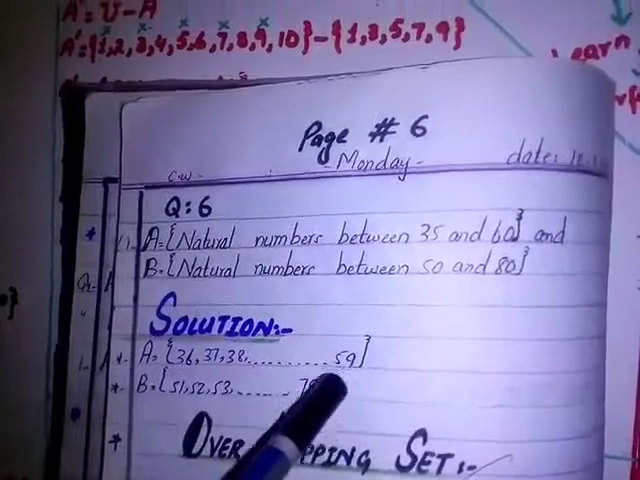 A' = U - A
A' = {1,2,3,4,5,6,7,8,9,10} - {1,3,5,7,9}
Learn
Page # 6
Monday
date:
C.W
Q:6
A={Natural numbers between 35 and 60} and
B={Natural numbers between 50 and 80}
SOLUTION:-
A= {36,37,38,...........59}
B={51,52,53,......
SET:-